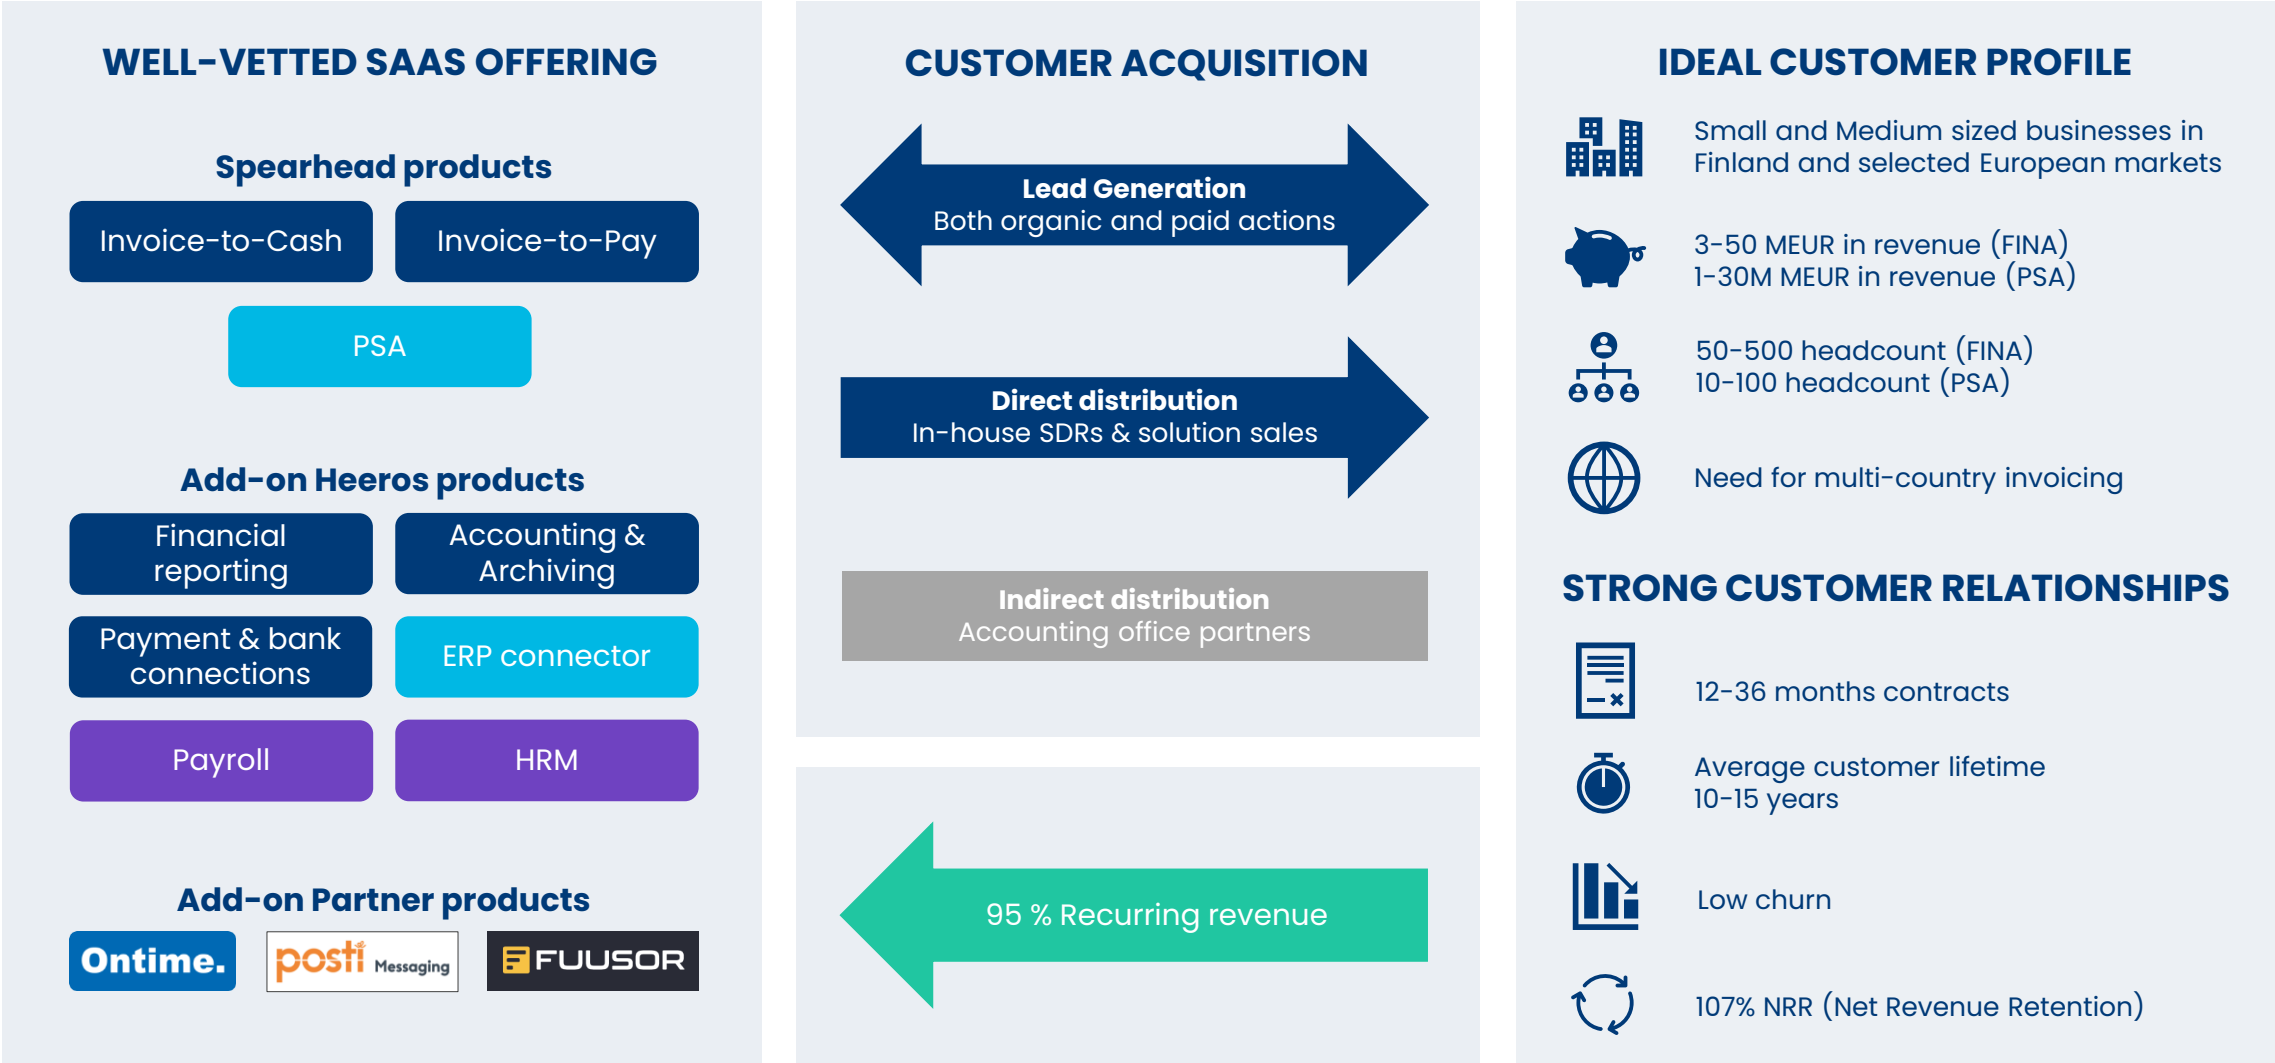 WELL-VETTED SAAS OFFERING
Spearhead products
Invoice-to-Cash
Invoice-to-Pay
PSA
Add-on Heeros products
Financial
reporting
Accounting &
Archiving
Payment & bank
connections
ERP connector
Payroll
HRM
Add-on Partner products
Ontime.
posti Messaging
FUUSOR
CUSTOMER ACQUISITION
Lead Generation
Both organic and paid actions
Direct distribution
In-house SDRs & solution sales
Indirect distribution
Accounting office partners
95 % Recurring revenue
IDEAL CUSTOMER PROFILE
Small and Medium sized businesses in
Finland and selected European markets
3-50 MEUR in revenue (FINA)
1-30M MEUR in revenue (PSA)
50-500 headcount (FINA)
10-100 headcount (PSA)
Need for multi-country invoicing
STRONG CUSTOMER RELATIONSHIPS
12-36 months contracts
Average customer lifetime
10-15 years
Low churn
107% NRR (Net Revenue Retention)